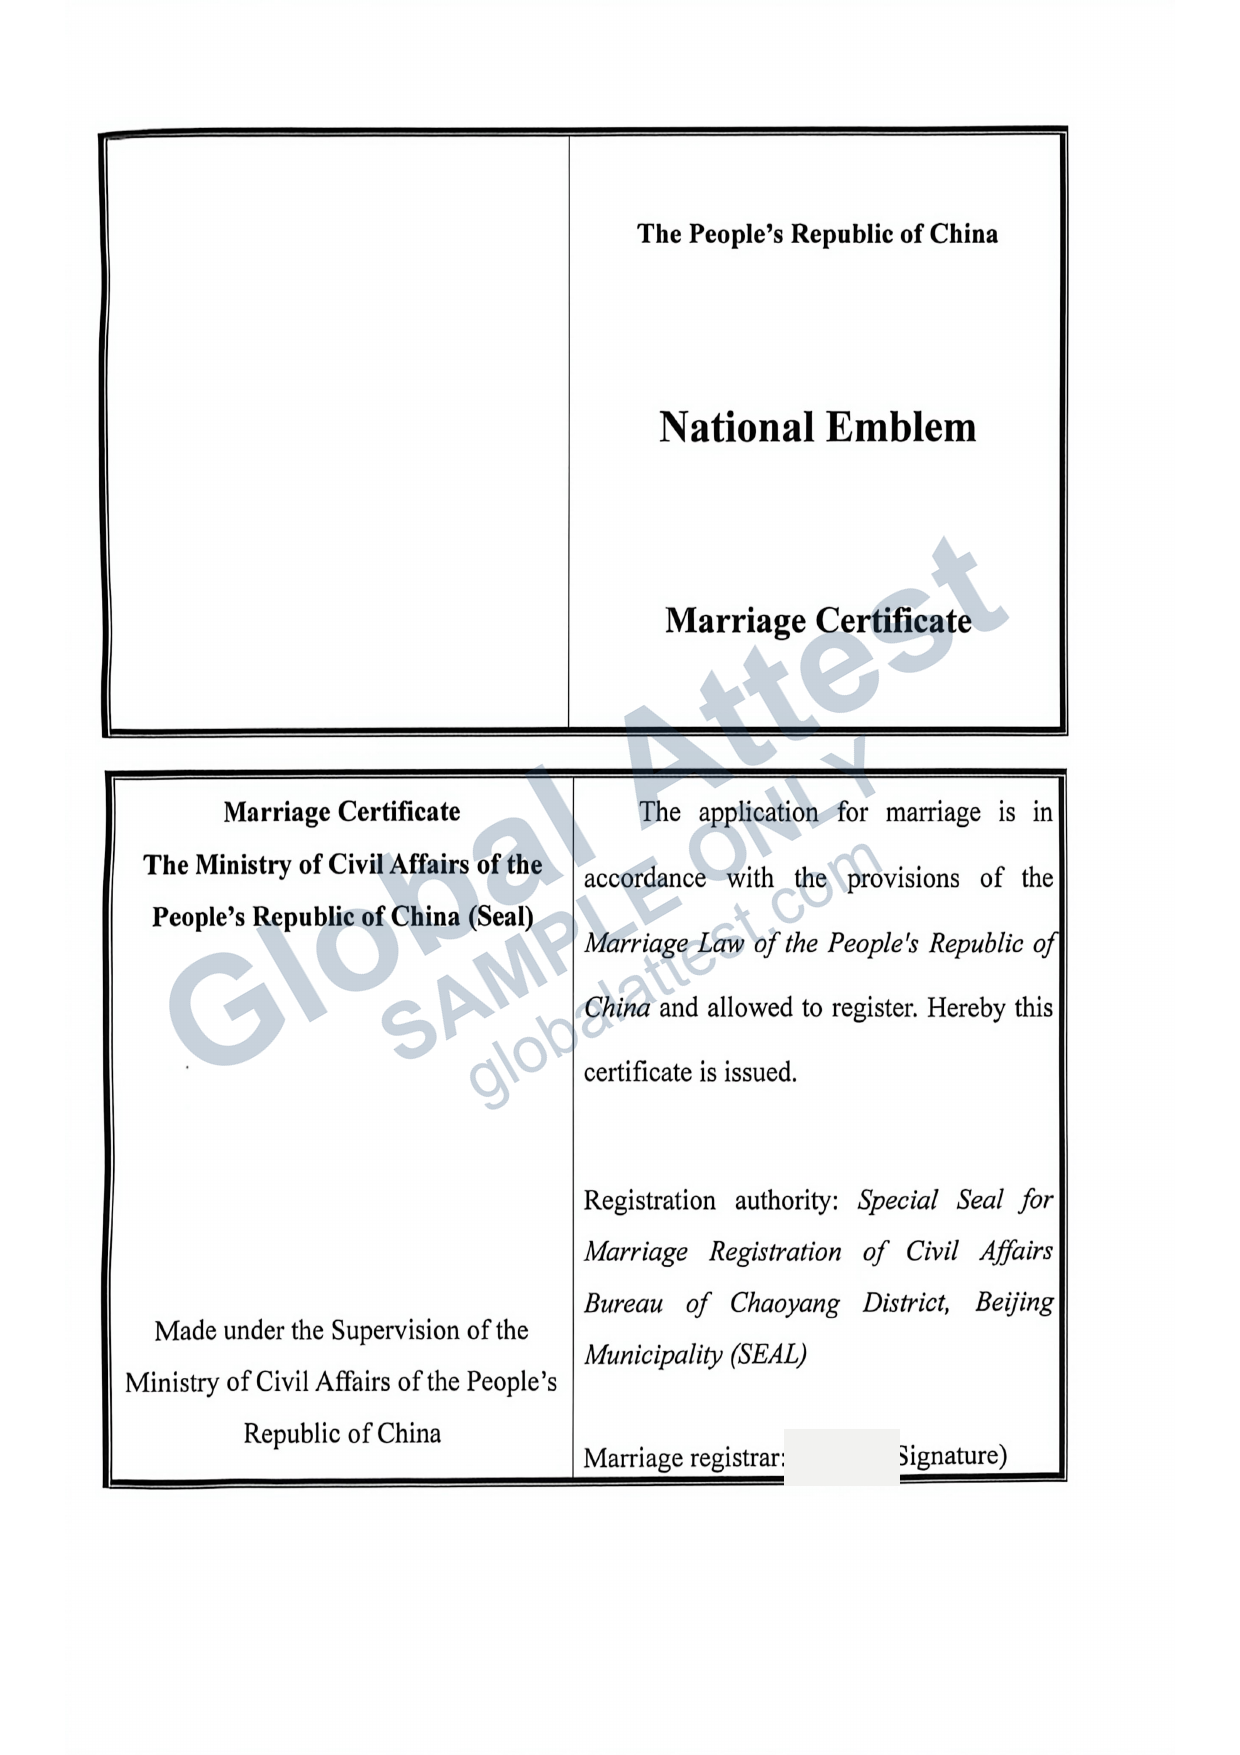 The People's Republic of China
National Emblem
Marriage Certificate
Marriage Certificate
The Ministry of Civil Affairs of the
People's Republic of China (Seal)
Made under the Supervision of the
Ministry of Civil Affairs of the People's
Republic of China
The application for marriage is in
accordance with the provisions of the
Marriage Law of the People's Republic of
China and allowed to register. Hereby this
certificate is issued.
Registration authority: Special Seal for
Marriage Registration of Civil Affairs
Bureau of Chaoyang District, Beijing
Municipality (SEAL)
Marriage registrar: Signature)
Global Attest
SAMPLE ONLY
globalattest.com